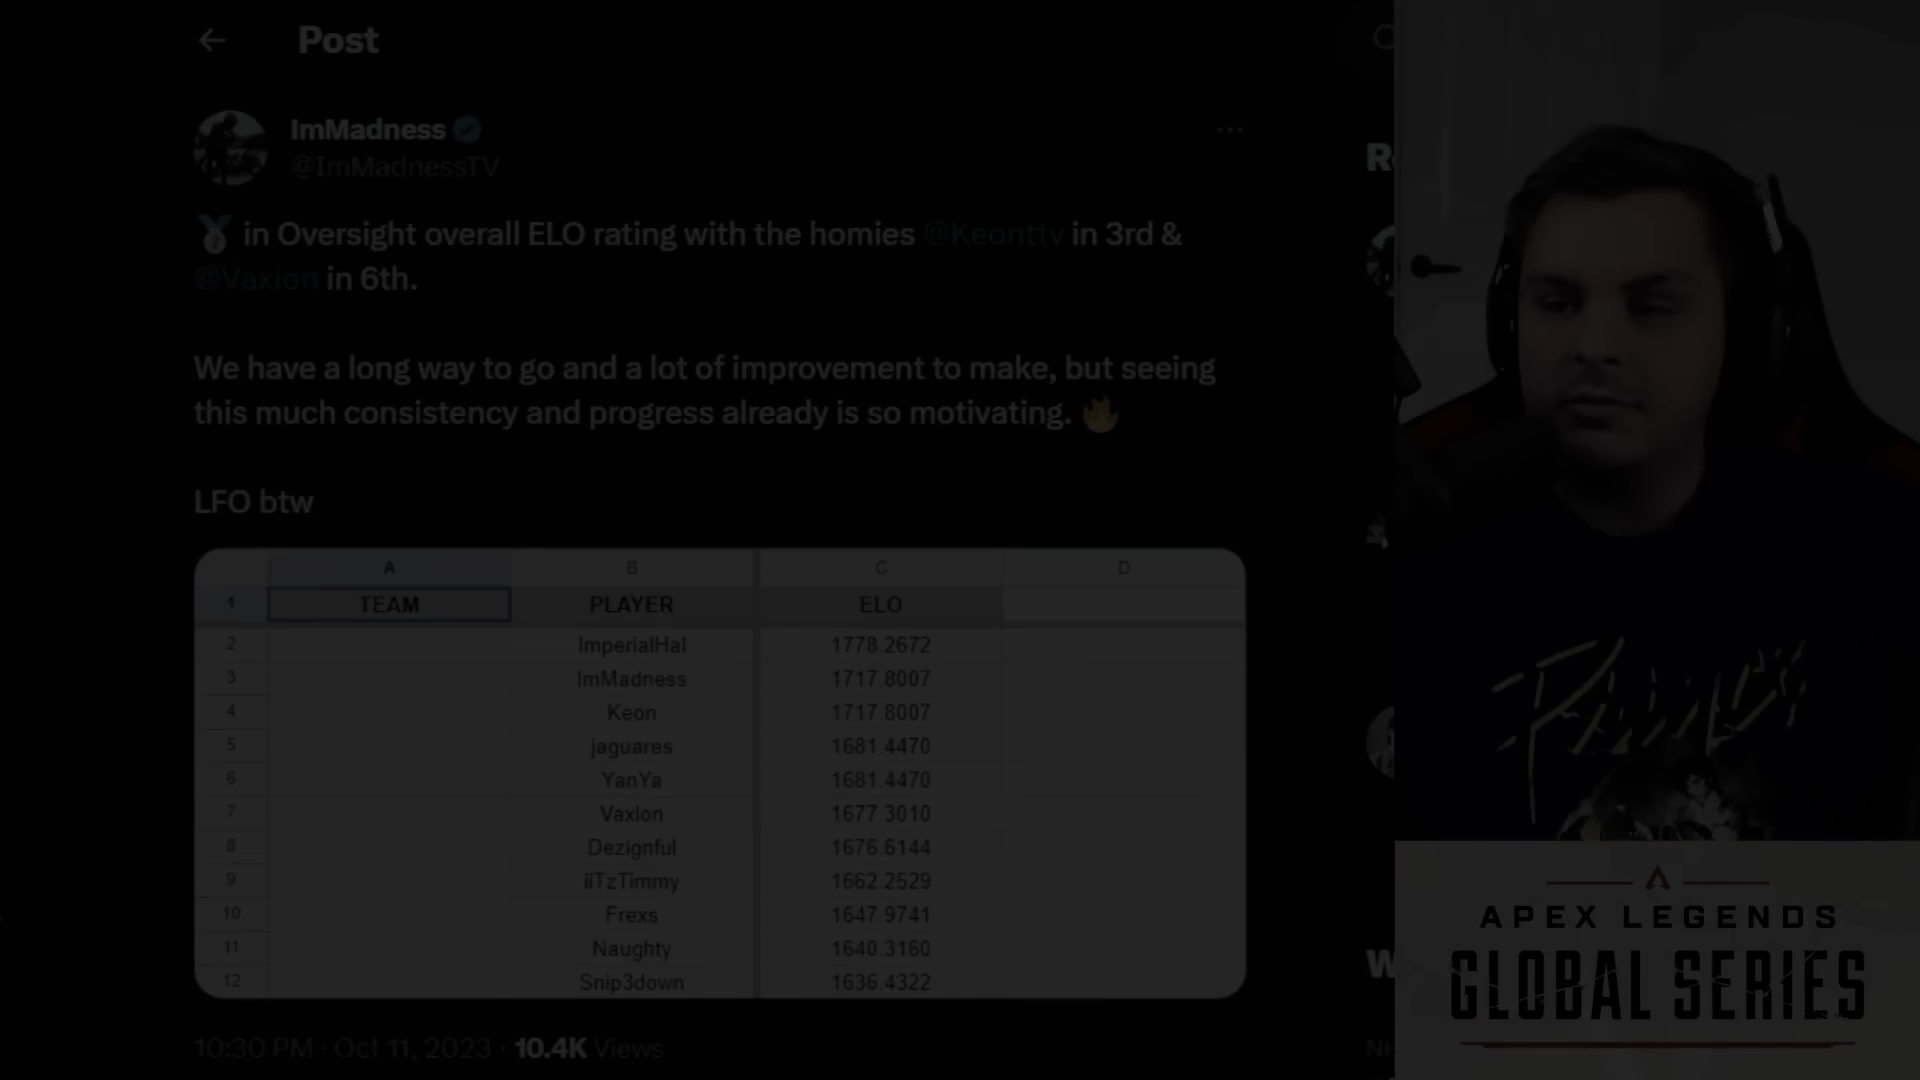 Post
ImMadness
@ImMadnessTV
in Oversight overall ELO rating with the homies @Keonttv in 3rd &
@Vaxlon in 6th.
We have a long way to go and a lot of improvement to make, but seeing
this much consistency and progress already is so motivating.
LFO btw
A B C D
1 TEAM PLAYER ELO
2 ImperialHal 1778.2672
3 ImMadness 1717.8007
4 Keon 1717.8007
5 jaguares 1681.4470
6 YanYa 1681.4470
7 Vaxlon 1677.3010
8 Dezignful 1676.6144
9 iiTzTimmy 1662.2529
10 Frexs 1647.9741
11 Naughty 1640.3160
12 Snip3down 1636.4322
10:30 PM · Oct 11, 2023 · 10.4K Views
APEX LEGENDS
GLOBAL SERIES